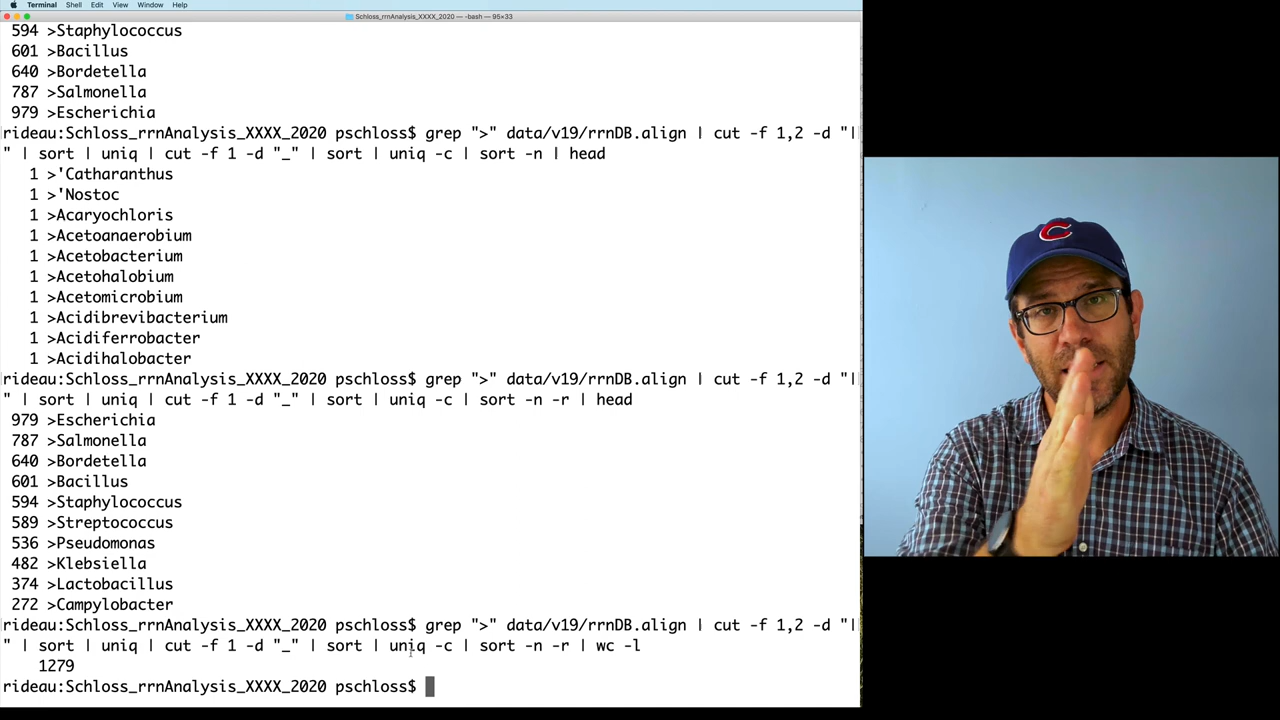 Terminal Shell Edit View Window Help
Schloss_rrnAnalysis_XXXX_2020 — -bash — 95×33
594 >Staphylococcus
601 >Bacillus
640 >Bordetella
787 >Salmonella
979 >Escherichia
rideau:Schloss_rrnAnalysis_XXXX_2020 pschloss$ grep ">" data/v19/rrnDB.align | cut -f 1,2 -d "|
" | sort | uniq | cut -f 1 -d "_" | sort | uniq -c | sort -n | head
1 >'Catharanthus
1 >'Nostoc
1 >Acaryochloris
1 >Acetoanaerobium
1 >Acetobacterium
1 >Acetohalobium
1 >Acetomicrobium
1 >Acidibrevibacterium
1 >Acidiferrobacter
1 >Acidihalobacter
rideau:Schloss_rrnAnalysis_XXXX_2020 pschloss$ grep ">" data/v19/rrnDB.align | cut -f 1,2 -d "|
" | sort | uniq | cut -f 1 -d "_" | sort | uniq -c | sort -n -r | head
979 >Escherichia
787 >Salmonella
640 >Bordetella
601 >Bacillus
594 >Staphylococcus
589 >Streptococcus
536 >Pseudomonas
482 >Klebsiella
374 >Lactobacillus
272 >Campylobacter
rideau:Schloss_rrnAnalysis_XXXX_2020 pschloss$ grep ">" data/v19/rrnDB.align | cut -f 1,2 -d "|
" | sort | uniq | cut -f 1 -d "_" | sort | uniq -c | sort -n -r | wc -l
1279
rideau:Schloss_rrnAnalysis_XXXX_2020 pschloss$
C